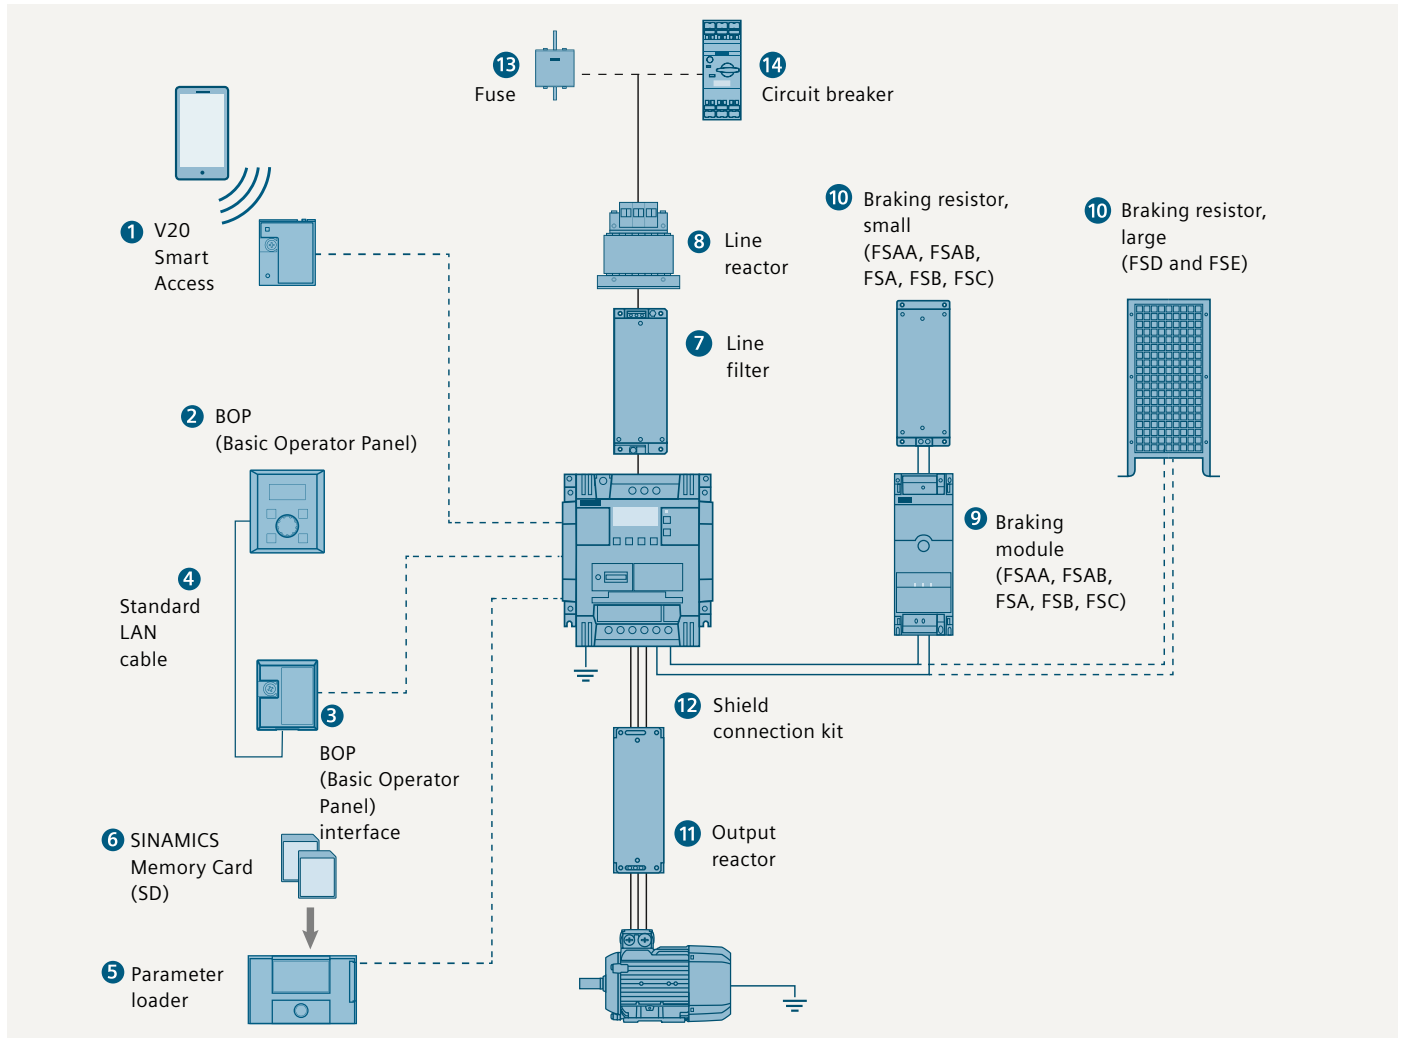 13
Fuse
14
Circuit breaker
1 V20
Smart
Access
8 Line
reactor
10 Braking resistor,
small
(FSAA, FSAB,
FSA, FSB, FSC)
10 Braking resistor,
large
(FSD and FSE)
7 Line
filter
2 BOP
(Basic Operator Panel)
9 Braking
module
(FSAA, FSAB,
FSA, FSB, FSC)
4
Standard
LAN
cable
3
BOP
(Basic Operator
Panel)
interface
12 Shield
connection kit
6 SINAMICS
Memory Card
(SD)
11 Output
reactor
5 Parameter
loader